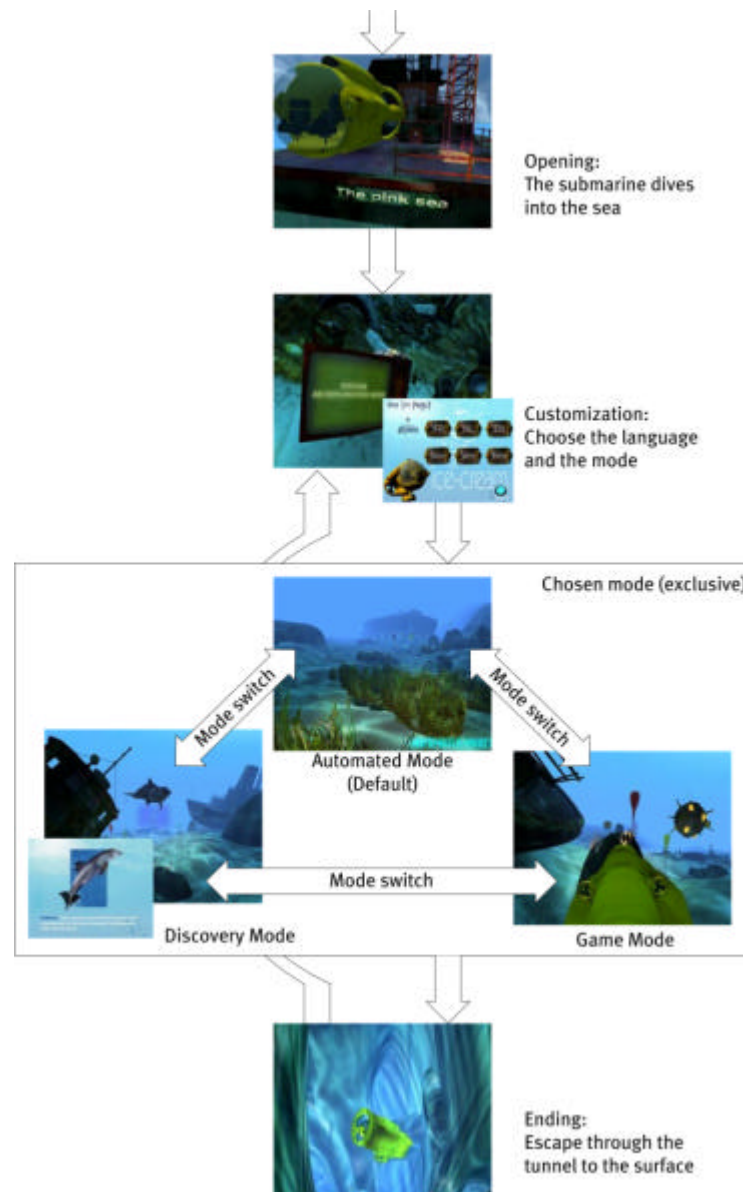 The pink sea
Opening:
The submarine dives
into the sea
Customization:
Choose the language
and the mode
Chosen mode (exclusive)
Mode switch
Mode switch
Automated Mode
(Default)
Mode switch
Discovery Mode
Game Mode
Ending:
Escape through the
tunnel to the surface